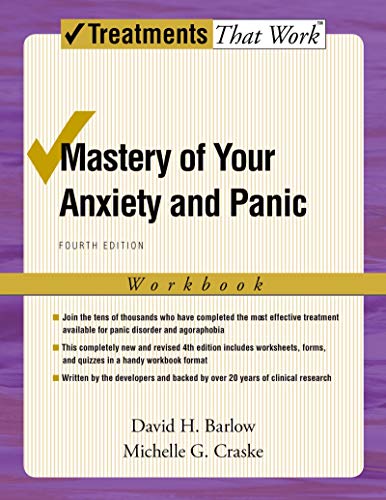 ✓Treatments That Work™
Mastery of Your
Anxiety and Panic
FOURTH EDITION
Workbook
■ Join the tens of thousands who have completed the most effective treatment
available for panic disorder and agoraphobia
■ This completely new and revised 4th edition includes worksheets, forms,
and quizzes in a handy workbook format
■ Written by the developers and backed by over 20 years of clinical research
David H. Barlow
Michelle G. Craske